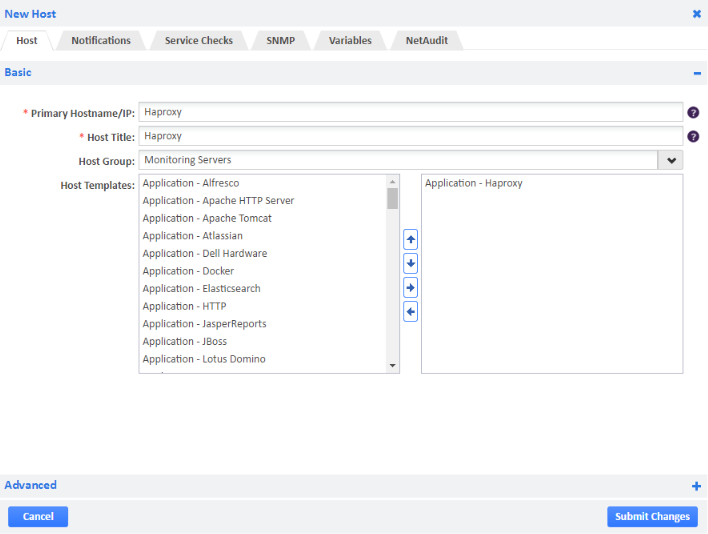 New Host
Host Notifications Service Checks SNMP Variables NetAudit
Basic
* Primary Hostname/IP: Haproxy ?
* Host Title: Haproxy ?
Host Group: Monitoring Servers
Host Templates:
Application - Alfresco
Application - Apache HTTP Server
Application - Apache Tomcat
Application - Atlassian
Application - Dell Hardware
Application - Docker
Application - Elasticsearch
Application - HTTP
Application - JasperReports
Application - JBoss
Application - Lotus Domino
Application - Haproxy
Advanced
Cancel Submit Changes